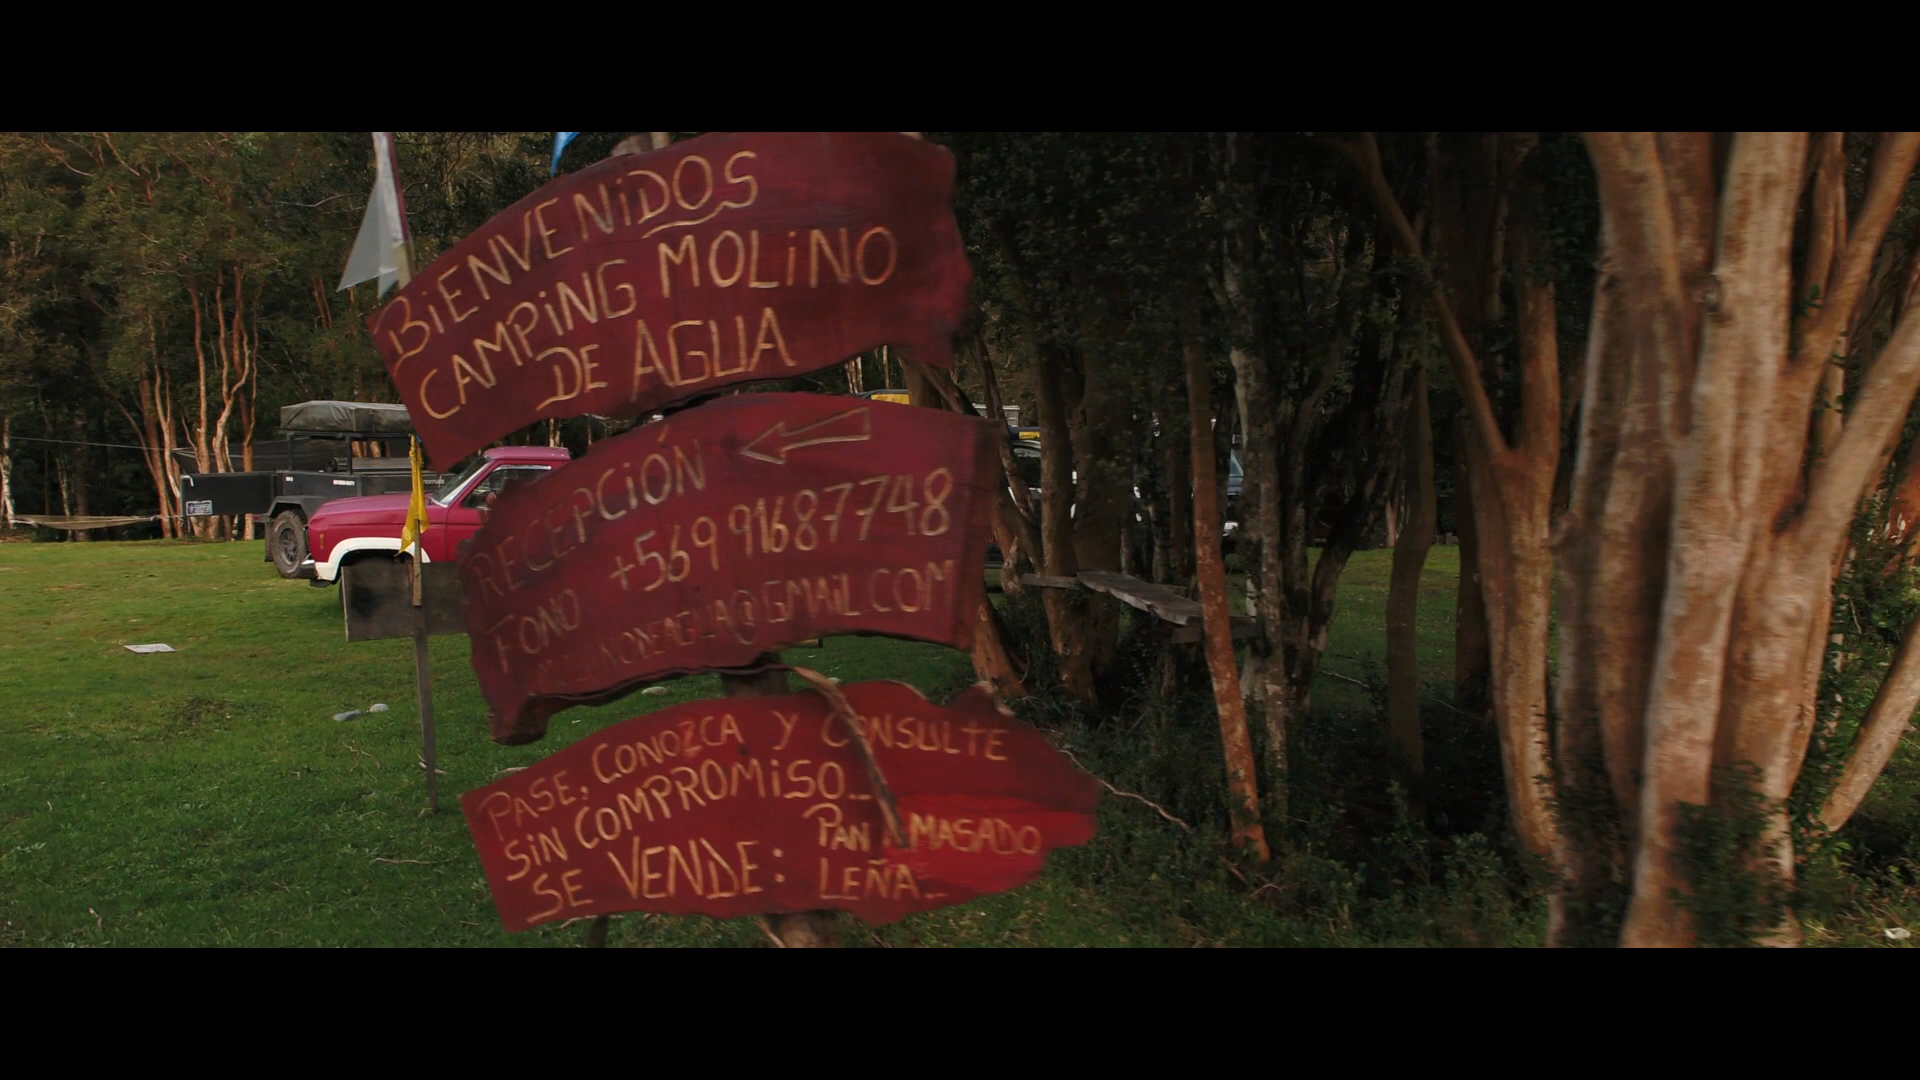 BiENVENiDOS
CAMPiNG MOLiNO
DE AGUA
RECEPCiÓN
FONO +569 91687748
@GMAiL.COM
PASE, CONOZCA Y CONSULTE
SiN COMPROMiSO...
SE VENDE: PAN AMASADO
LEÑA...